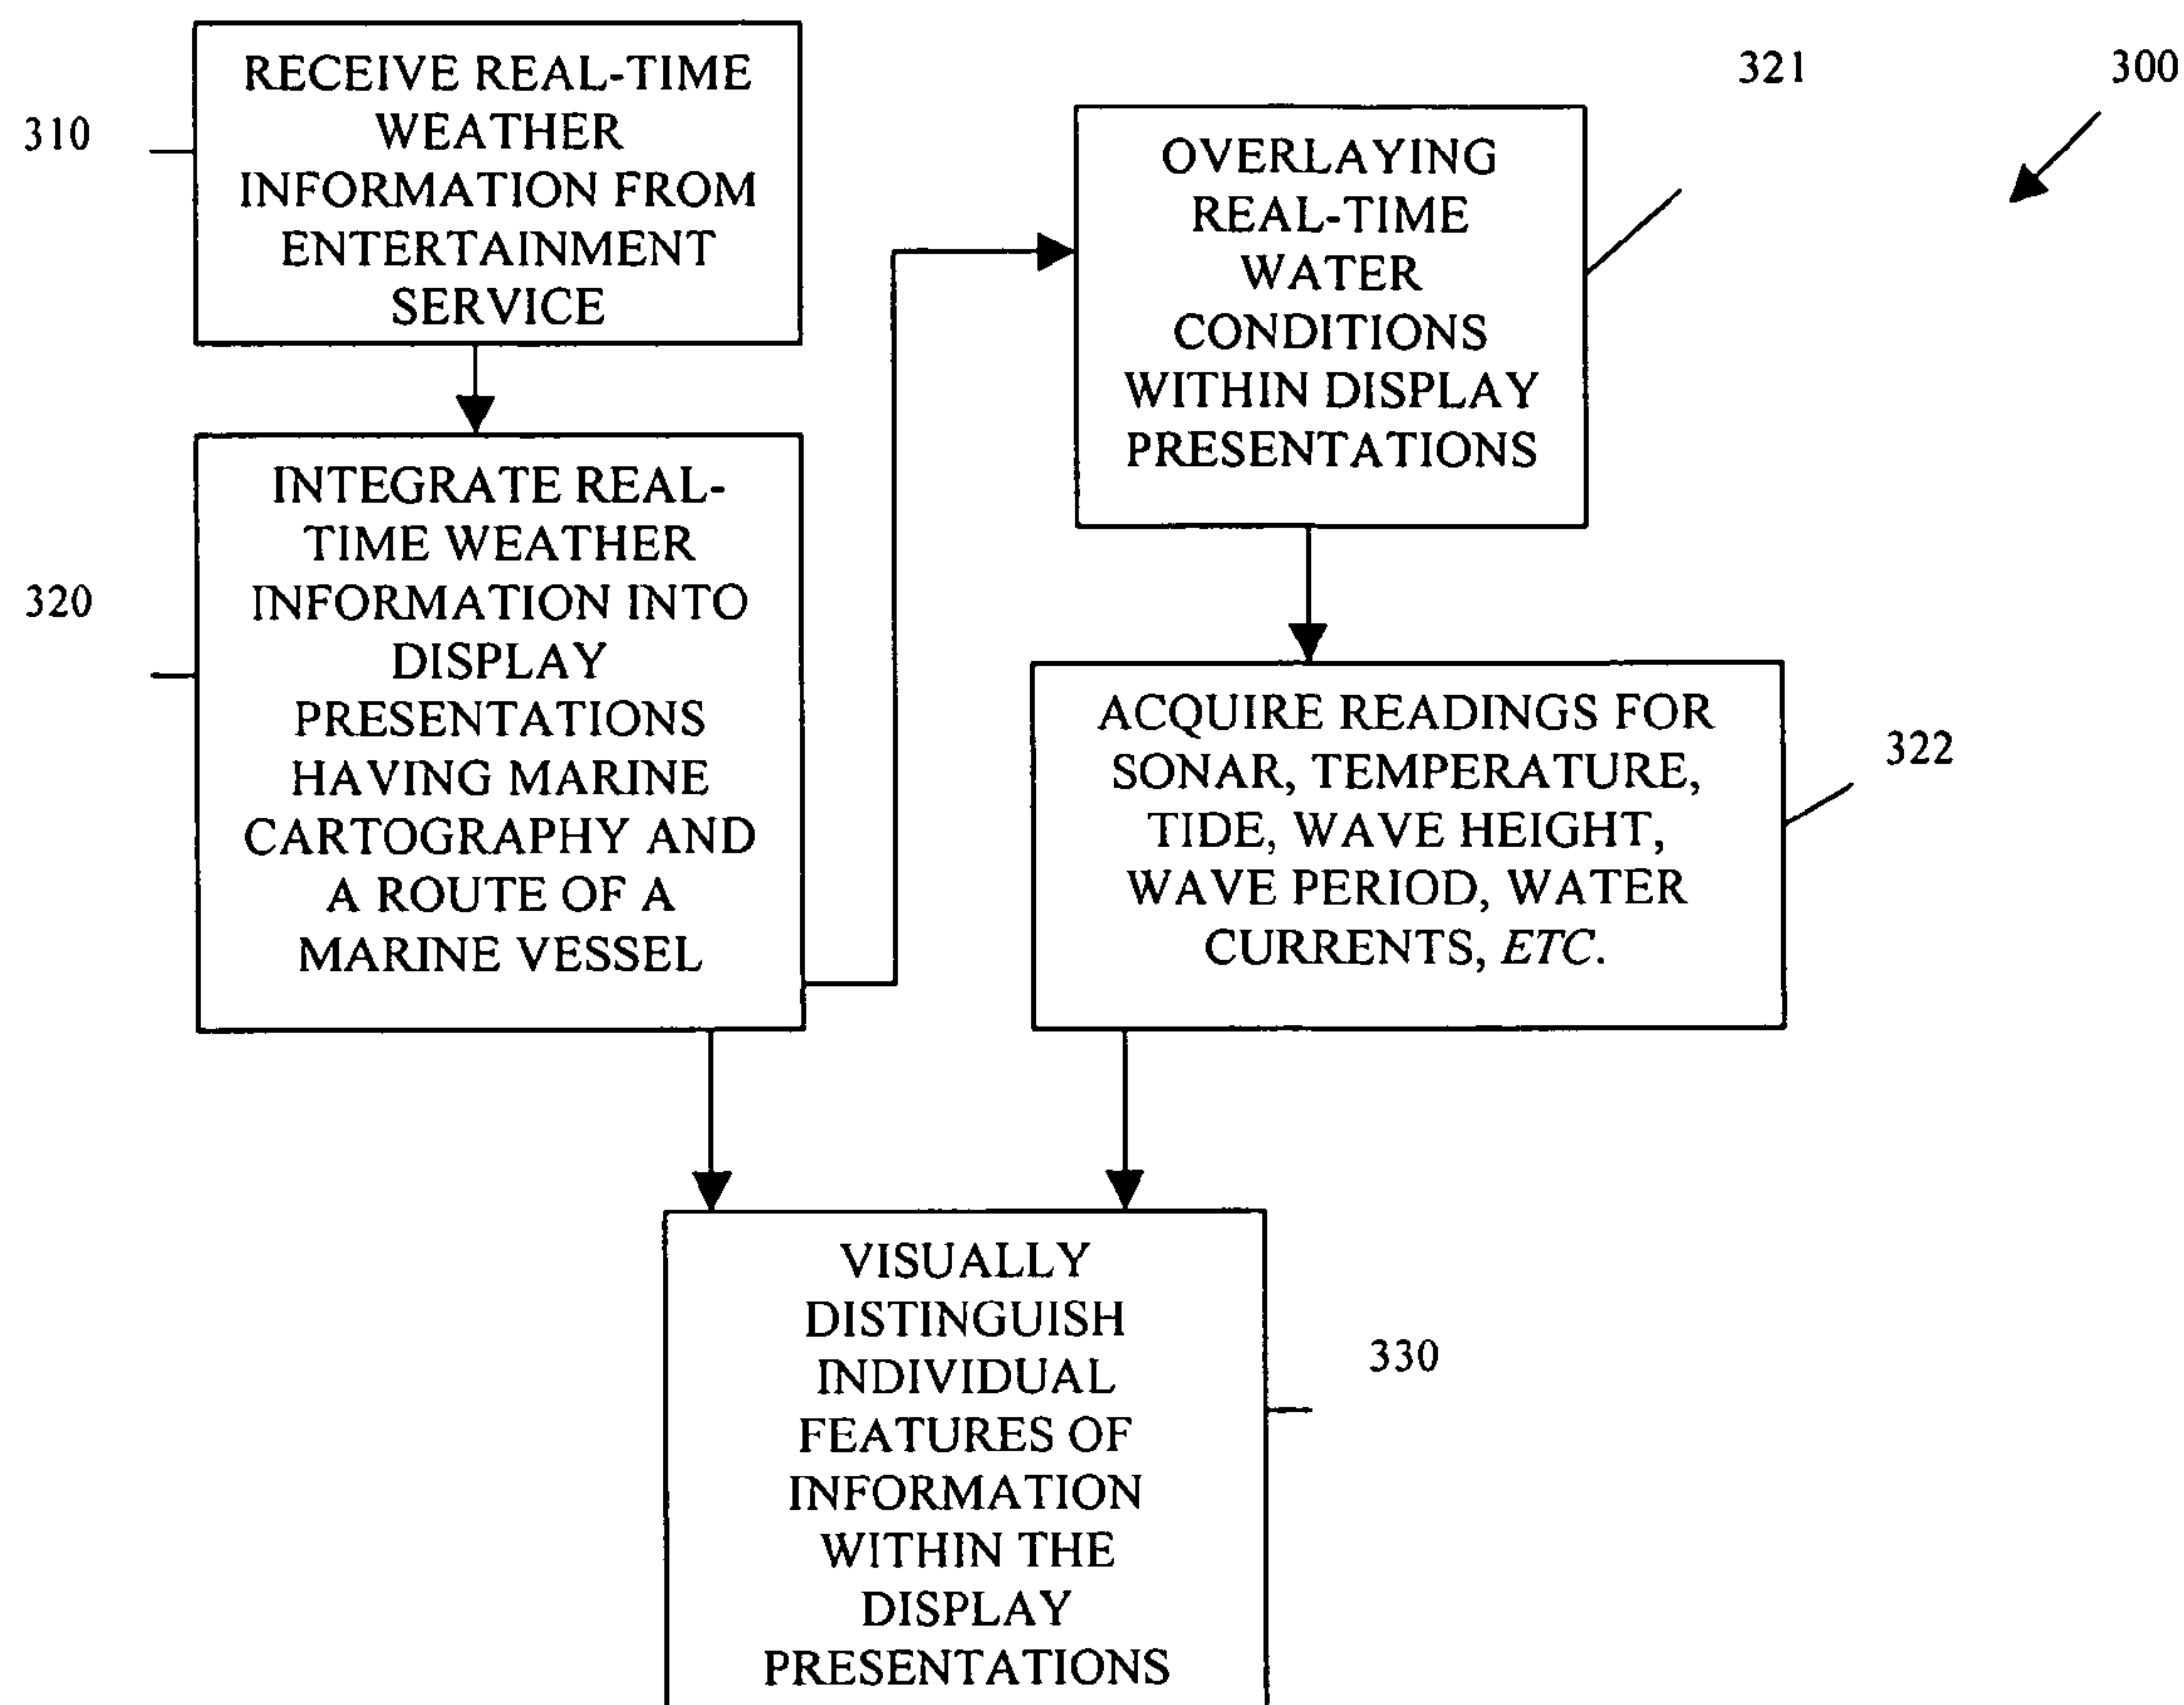 310
RECEIVE REAL-TIME
WEATHER
INFORMATION FROM
ENTERTAINMENT
SERVICE
320
INTEGRATE REAL-
TIME WEATHER
INFORMATION INTO
DISPLAY
PRESENTATIONS
HAVING MARINE
CARTOGRAPHY AND
A ROUTE OF A
MARINE VESSEL
321
300
OVERLAYING
REAL-TIME
WATER
CONDITIONS
WITHIN DISPLAY
PRESENTATIONS
ACQUIRE READINGS FOR
SONAR, TEMPERATURE,
TIDE, WAVE HEIGHT,
WAVE PERIOD, WATER
CURRENTS, ETC.
322
VISUALLY
DISTINGUISH
INDIVIDUAL
FEATURES OF
INFORMATION
WITHIN THE
DISPLAY
PRESENTATIONS
330